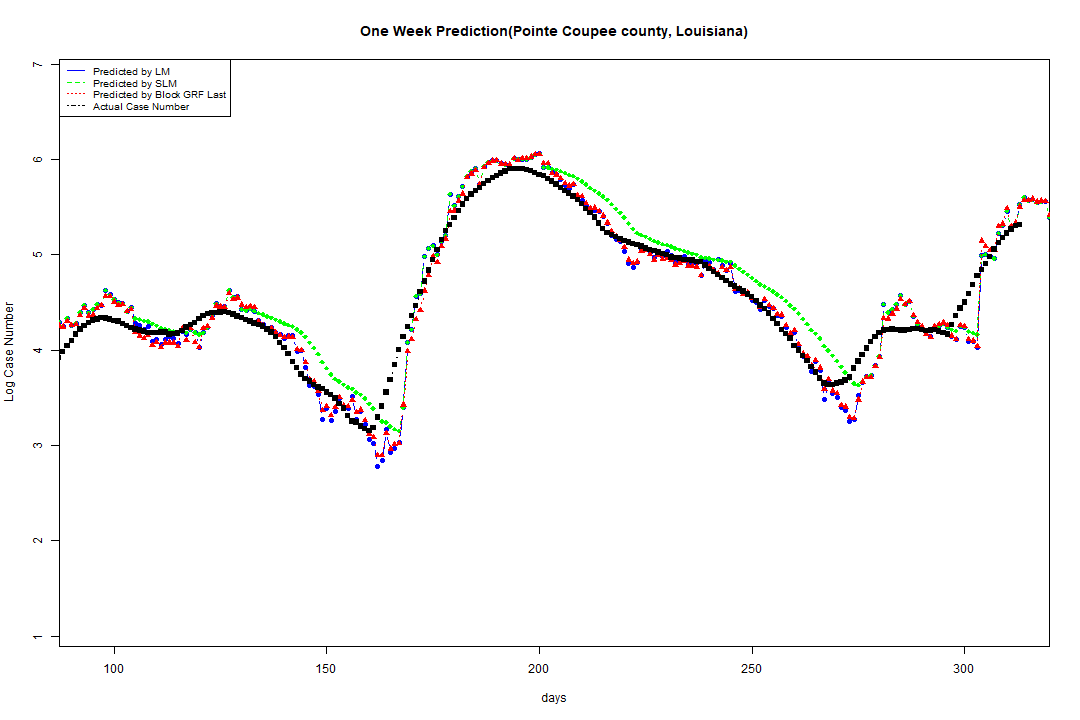 One Week Prediction(Pointe Coupee county, Louisiana)
Predicted by LM
Predicted by SLM
Predicted by Block GRF Last
Actual Case Number
7
6
5
4
3
2
1
Log Case Number
100 150 200 250 300
days